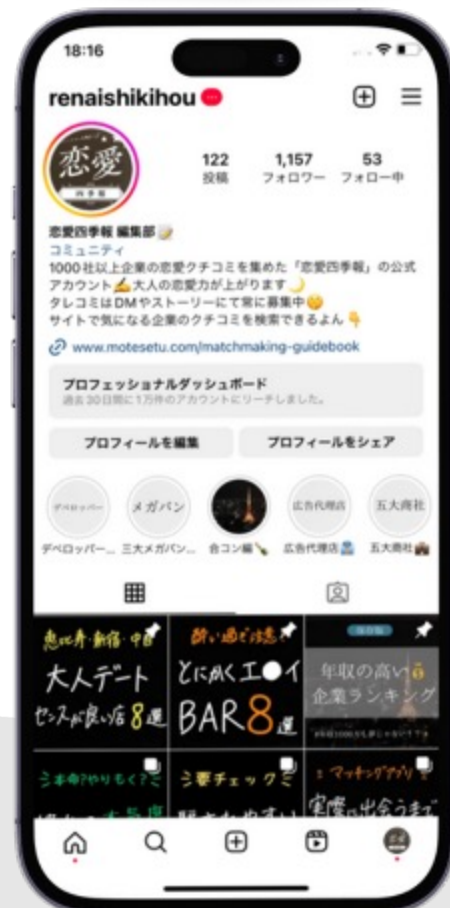 18:16
renaishikihou
恋愛
四季報
122
投稿
1,157
フォロワー
53
フォロー中
恋愛四季報 編集部📝
コミュニティ
1000社以上企業の恋愛クチコミを集めた「恋愛四季報」の公式
アカウント✍️大人の恋愛力が上がります🌙
タレコミはDMやストーリーにて常に募集中
サイトで気になる企業のクチコミを検索できるよん👇
www.motesetu.com/matchmaking-guidebook
プロフェッショナルダッシュボード
過去30日間に1万件のアカウントにリーチしました。
プロフィールを編集
プロフィールをシェア
デベロッパー
メガバン
広告代理店
五大商社
デベロッパー...
三大メガバン...
合コン編🍾
広告代理店
五大商社
恵比寿・新宿・中目
大人デート
センスが良い店8選
酔い過ぎ注意
とにかくエ●イ
BAR8選
保存版
年収の高い💰
企業ランキング
本命?やりもく?
要チェック
マッチングアプリ
実際に出会うまで